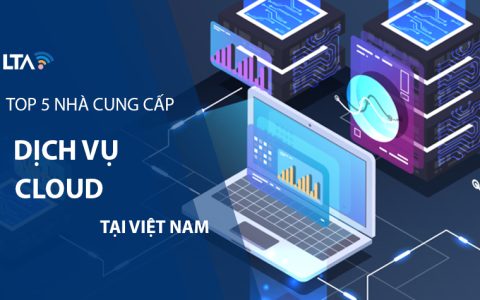 LTA
TOP 5 NHÀ CUNG CẤP
DỊCH VỤ
CLOUD
TẠI VIỆT NAM